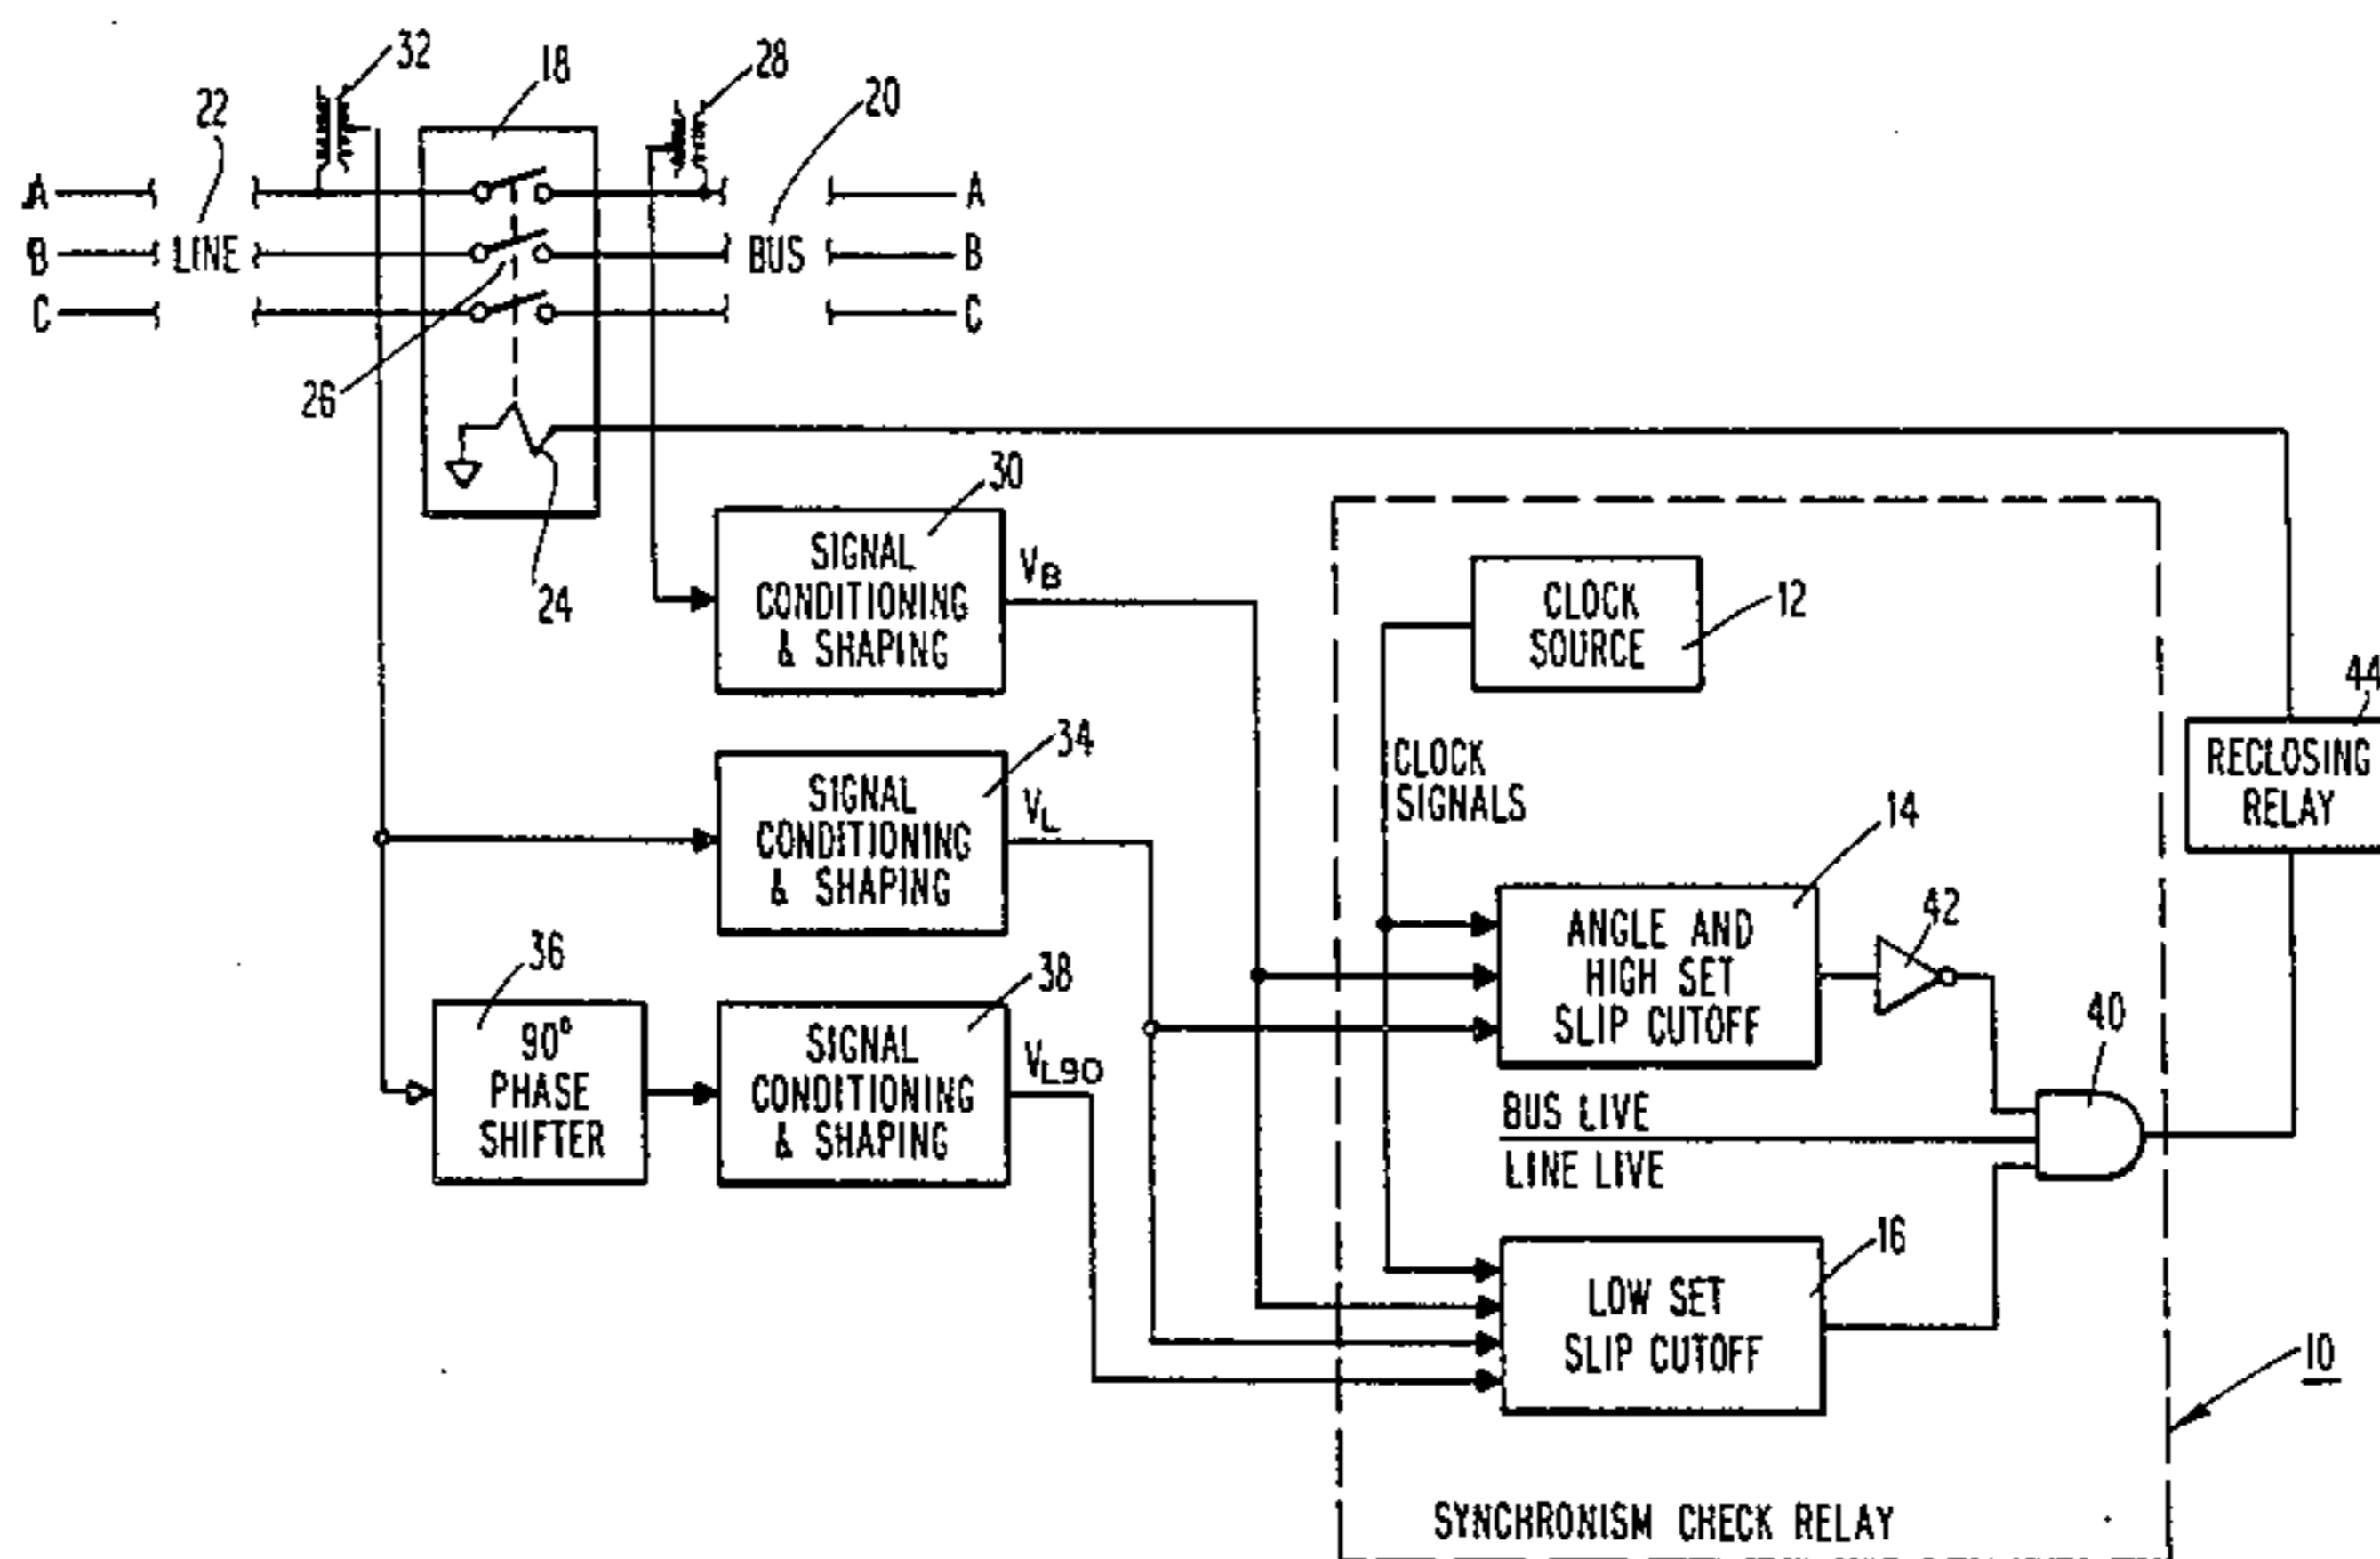 32
18
28
20
22
A
A
B
LINE
BUS
B
C
C
26
24
30
SIGNAL
CONDITIONING
& SHAPING
VB
CLOCK
SOURCE
12
44
RECLOSING
RELAY
34
SIGNAL
CONDITIONING
& SHAPING
VL
CLOCK
SIGNALS
14
ANGLE AND
HIGH SET
SLIP CUTOFF
42
36
90°
PHASE
SHIFTER
38
SIGNAL
CONDITIONING
& SHAPING
VL90
40
BUS LIVE
LINE LIVE
16
LOW SET
SLIP CUTOFF
10
SYNCHRONISM CHECK RELAY